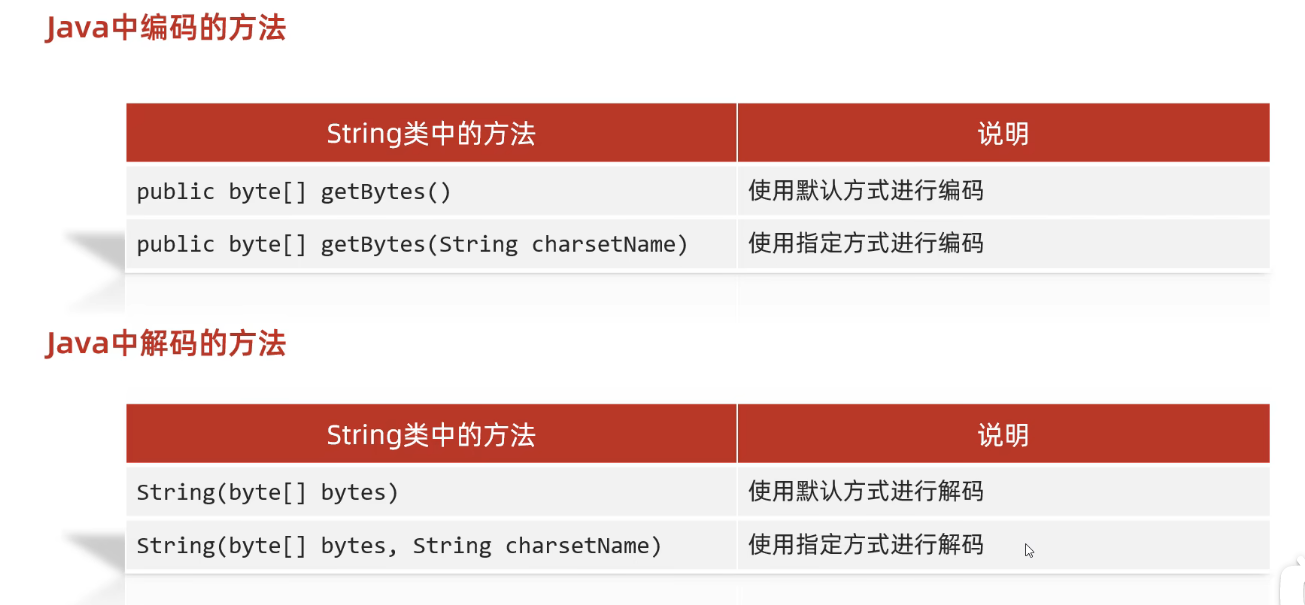 Java中编码的方法
String类中的方法 说明
public byte[] getBytes() 使用默认方式进行编码
public byte[] getBytes(String charsetName) 使用指定方式进行编码
Java中解码的方法
String类中的方法 说明
String(byte[] bytes) 使用默认方式进行解码
String(byte[] bytes, String charsetName) 使用指定方式进行解码